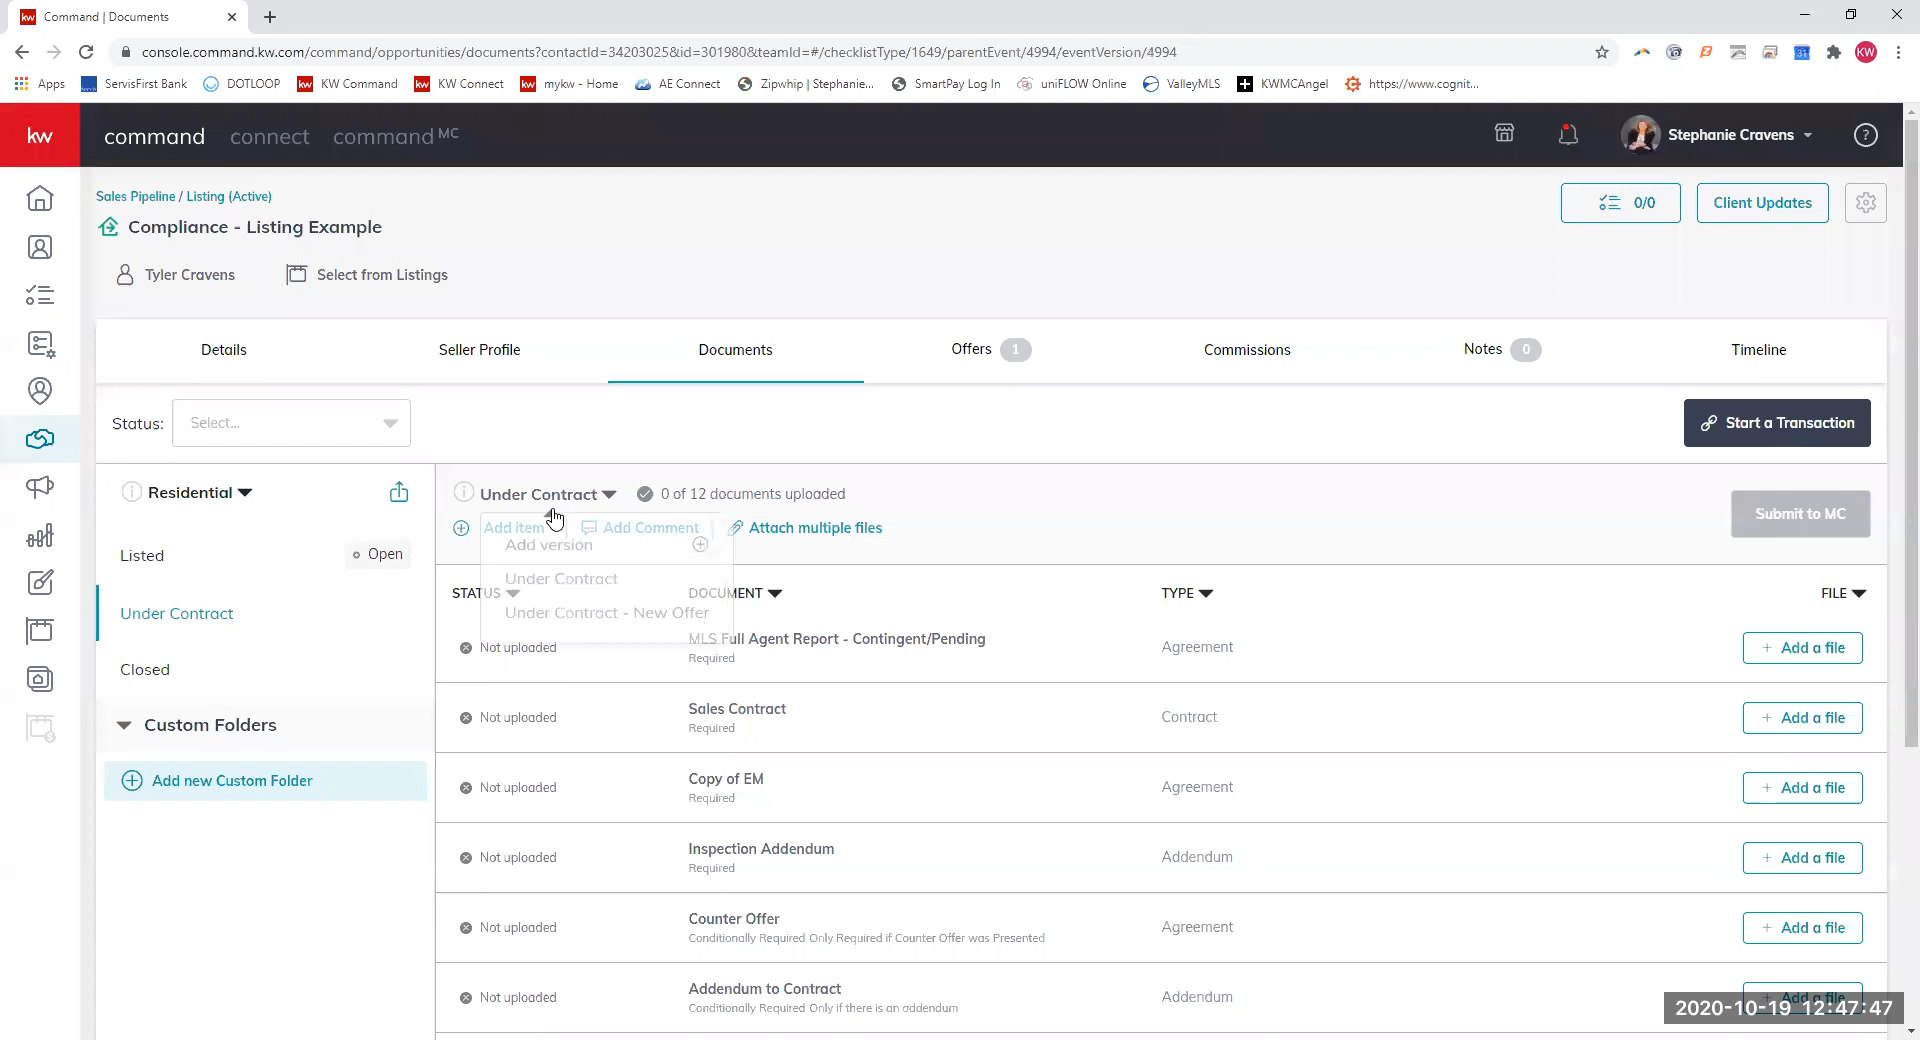 Command | Documents
console.command.kw.com/command/opportunities/documents?contactId=34203025&id=301980&teamId=#/checklistType/1649/parentEvent/4994/eventVersion/4994
KW
Apps ServisFirst Bank DOTLOOP KW Command KW Connect mykw - Home AE Connect Zipwhip | Stephanie... SmartPay Log In uniFLOW Online ValleyMLS KWMCAngel https://www.cognit...
kw command connect command MC Stephanie Cravens
Sales Pipeline / Listing (Active)
0/0 Client Updates
Compliance - Listing Example
Tyler Cravens Select from Listings
Details Seller Profile Documents Offers 1 Commissions Notes 0 Timeline
Status: Select... Start a Transaction
Residential
Under Contract 0 of 12 documents uploaded
Submit to MC
Add item Add Comment Attach multiple files
Add version
Under Contract
Under Contract - New Offer
Listed Open
Under Contract
Closed
Custom Folders
Add new Custom Folder
STATUS DOCUMENT TYPE FILE
Not uploaded MLS Full Agent Report - Contingent/Pending Agreement + Add a file
Required
Not uploaded Sales Contract Contract + Add a file
Required
Not uploaded Copy of EM Agreement + Add a file
Required
Not uploaded Inspection Addendum Addendum + Add a file
Required
Not uploaded Counter Offer Agreement + Add a file
Conditionally Required Only Required if Counter Offer was Presented
Not uploaded Addendum to Contract Addendum + Add a file
Conditionally Required Only if there is an addendum
2020-10-19 12:47:47